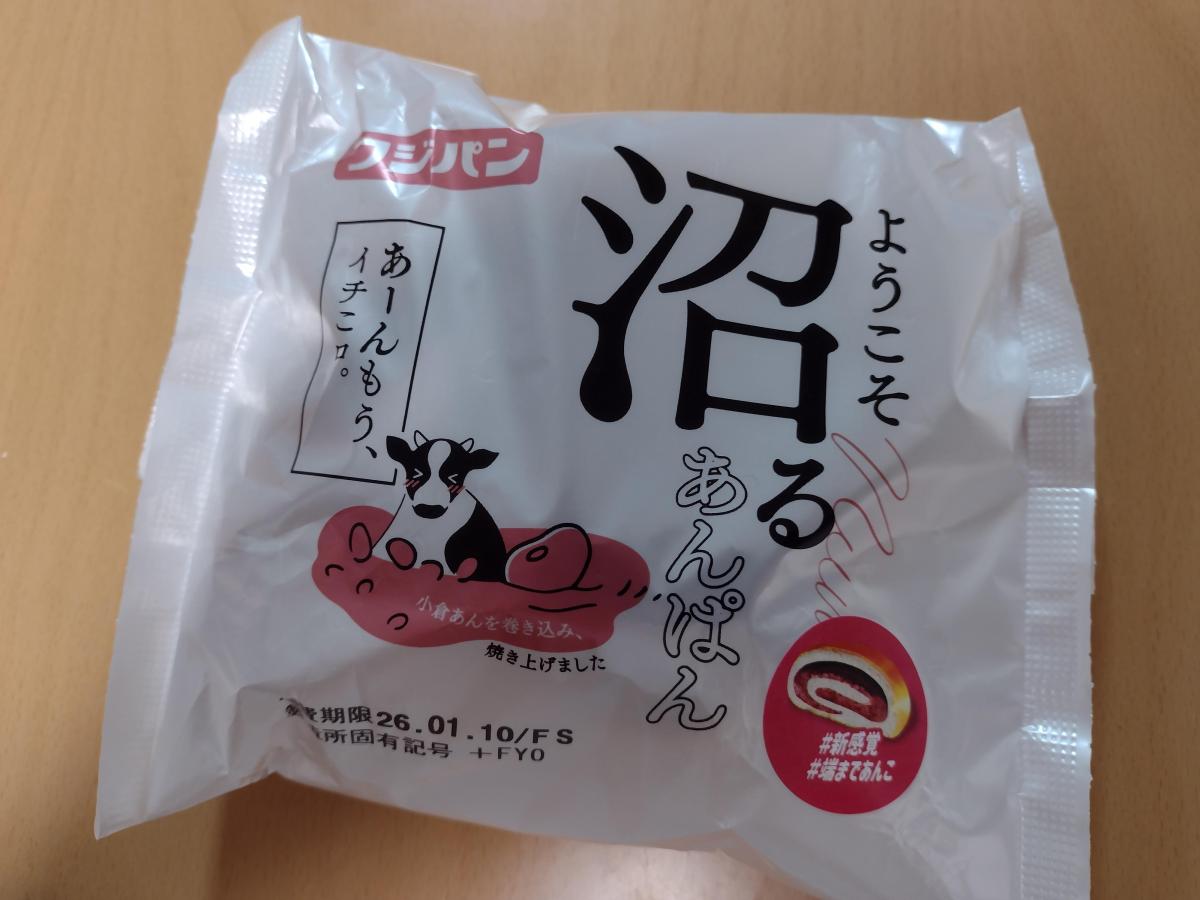 フジパン
ようこそ
沼る
あんぱん
あーんもう、
イチコロ。
小倉あんを巻き込み、
焼き上げました
#新感覚
#端まであんこ
期限26.01.10/FS
所固有記号 +FYO